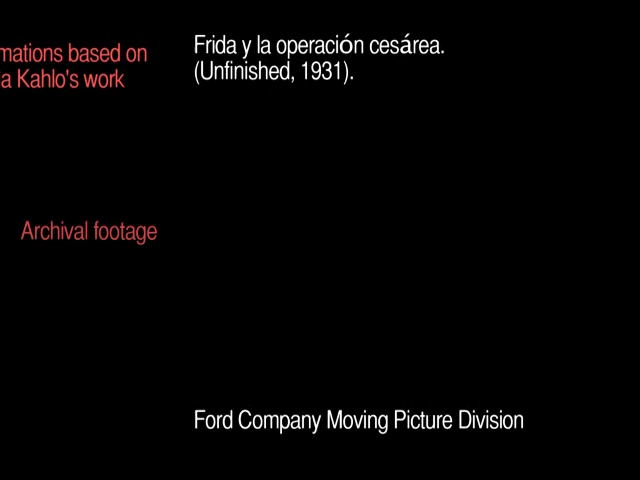 mations based on
a Kahlo's work
Frida y la operación cesárea.
(Unfinished, 1931).
Archival footage
Ford Company Moving Picture Division